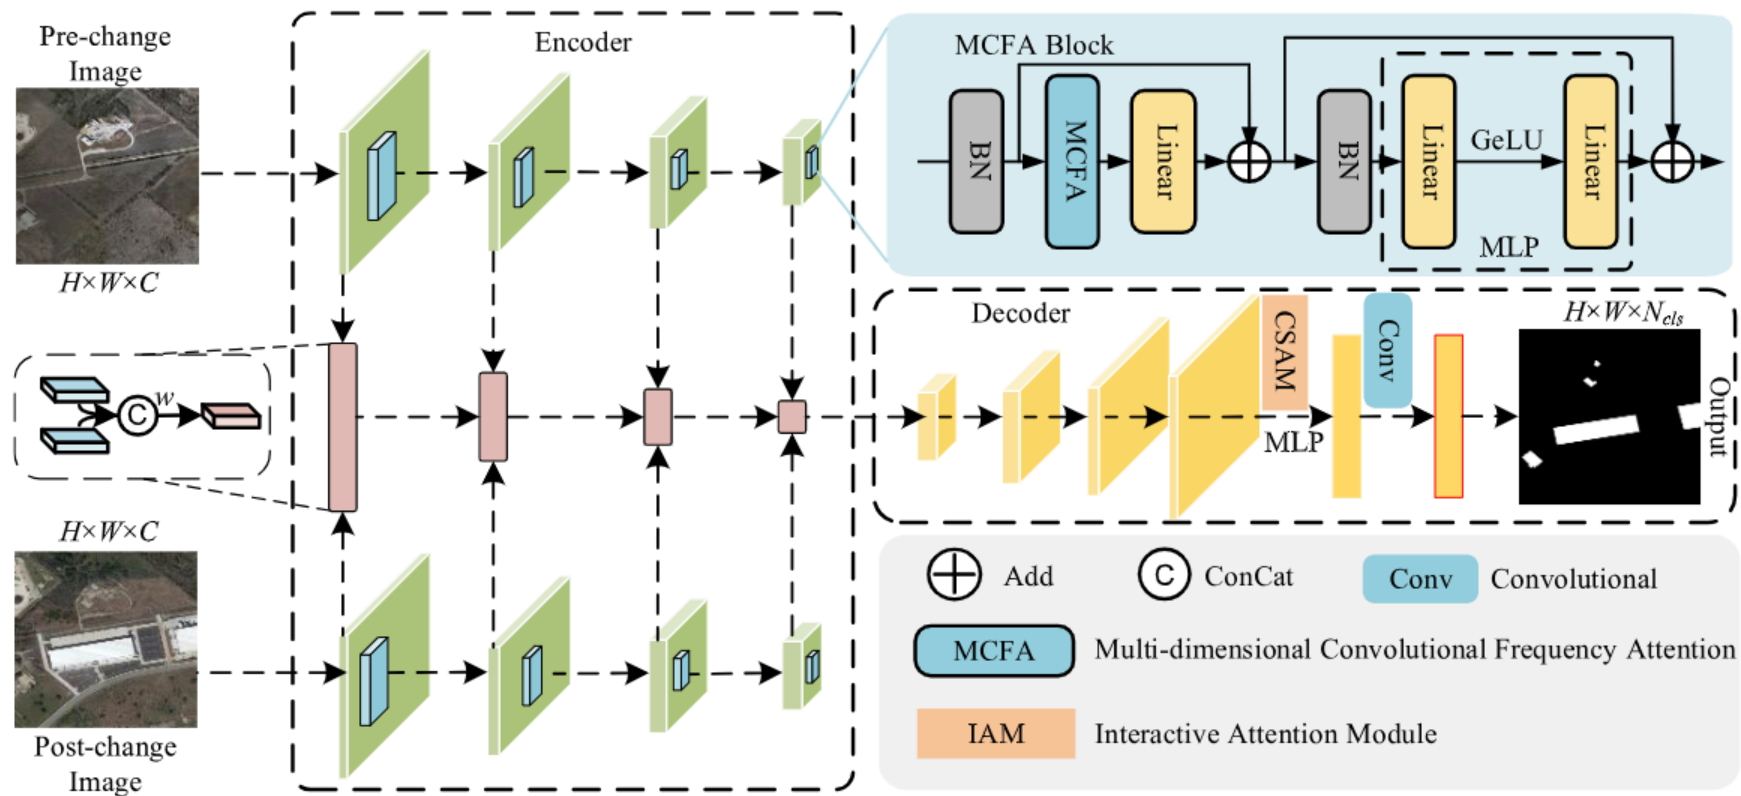 Pre-change
Image
H×W×C
Encoder
MCFA Block
BN
MCFA
Linear
BN
Linear
GeLU
Linear
MLP
C
w
Decoder
CSAM
MLP
Conv
H×W×N_cls
Output
H×W×C
Post-change
Image
Add
C
ConCat
Conv
Convolutional
MCFA
Multi-dimensional Convolutional Frequency Attention
IAM
Interactive Attention Module